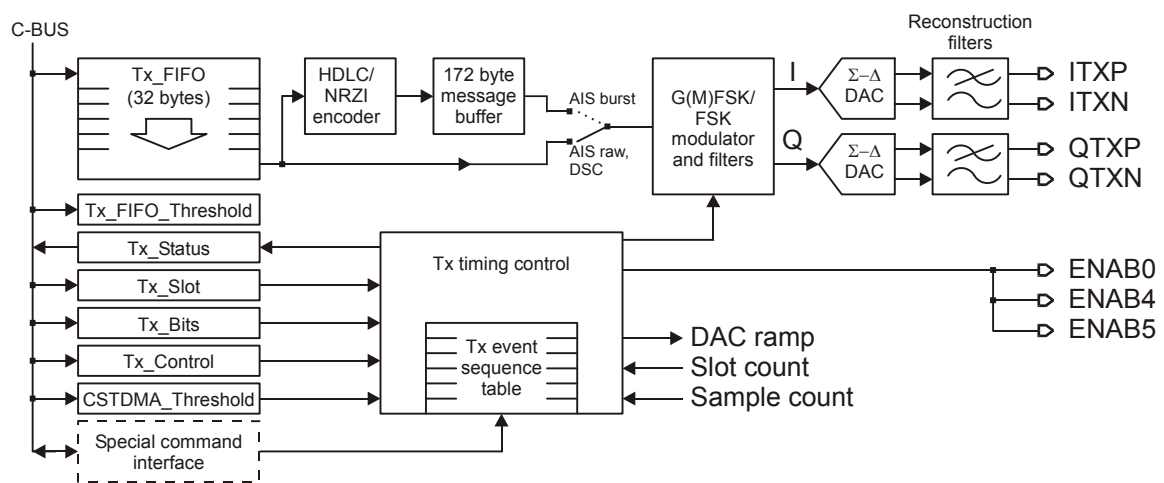 C-BUS
Tx_FIFO
(32 bytes)
HDLC/
NRZI
encoder
172 byte
message
buffer
AIS burst
AIS raw,
DSC
G(M)FSK/
FSK
modulator
and filters
I
Q
Σ–Δ
DAC
Σ–Δ
DAC
Reconstruction
filters
ITXP
ITXN
QTXP
QTXN
Tx_FIFO_Threshold
Tx_Status
Tx_Slot
Tx_Bits
Tx_Control
CSTDMA_Threshold
Special command
interface
Tx timing control
Tx event
sequence
table
ENAB0
ENAB4
ENAB5
DAC ramp
Slot count
Sample count